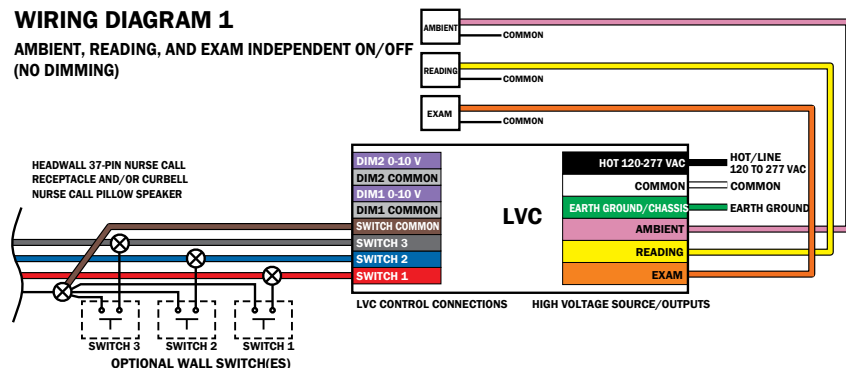 WIRING DIAGRAM 1
AMBIENT, READING, AND EXAM INDEPENDENT ON/OFF
(NO DIMMING)
AMBIENT
COMMON
READING
COMMON
EXAM
COMMON
HEADWALL 37-PIN NURSE CALL
RECEPTACLE AND/OR CURBELL
NURSE CALL PILLOW SPEAKER
DIM2 0-10 V
DIM2 COMMON
DIM1 0-10 V
DIM1 COMMON
SWITCH COMMON
SWITCH 3
SWITCH 2
SWITCH 1
LVC
HOT 120-277 VAC
COMMON
EARTH GROUND/CHASSIS
AMBIENT
READING
EXAM
HOT/LINE
120 TO 277 VAC
COMMON
EARTH GROUND
LVC CONTROL CONNECTIONS
HIGH VOLTAGE SOURCE/OUTPUTS
SWITCH 3
SWITCH 2
SWITCH 1
OPTIONAL WALL SWITCH(ES)